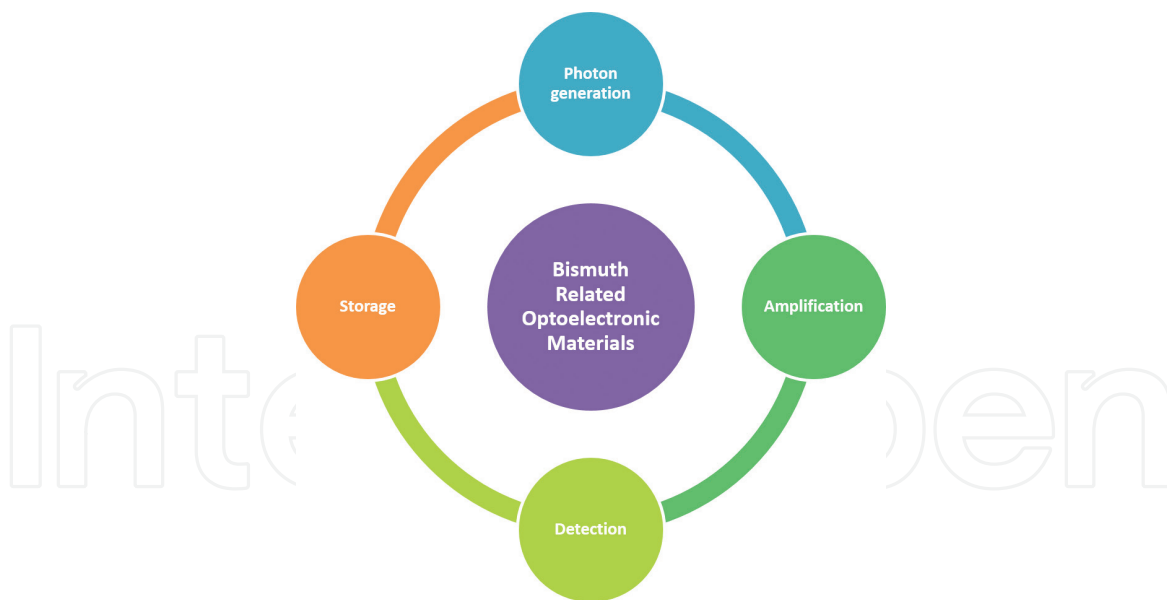 Photon
generation
Bismuth
Related
Optoelectronic
Materials
Storage
Amplification
Detection